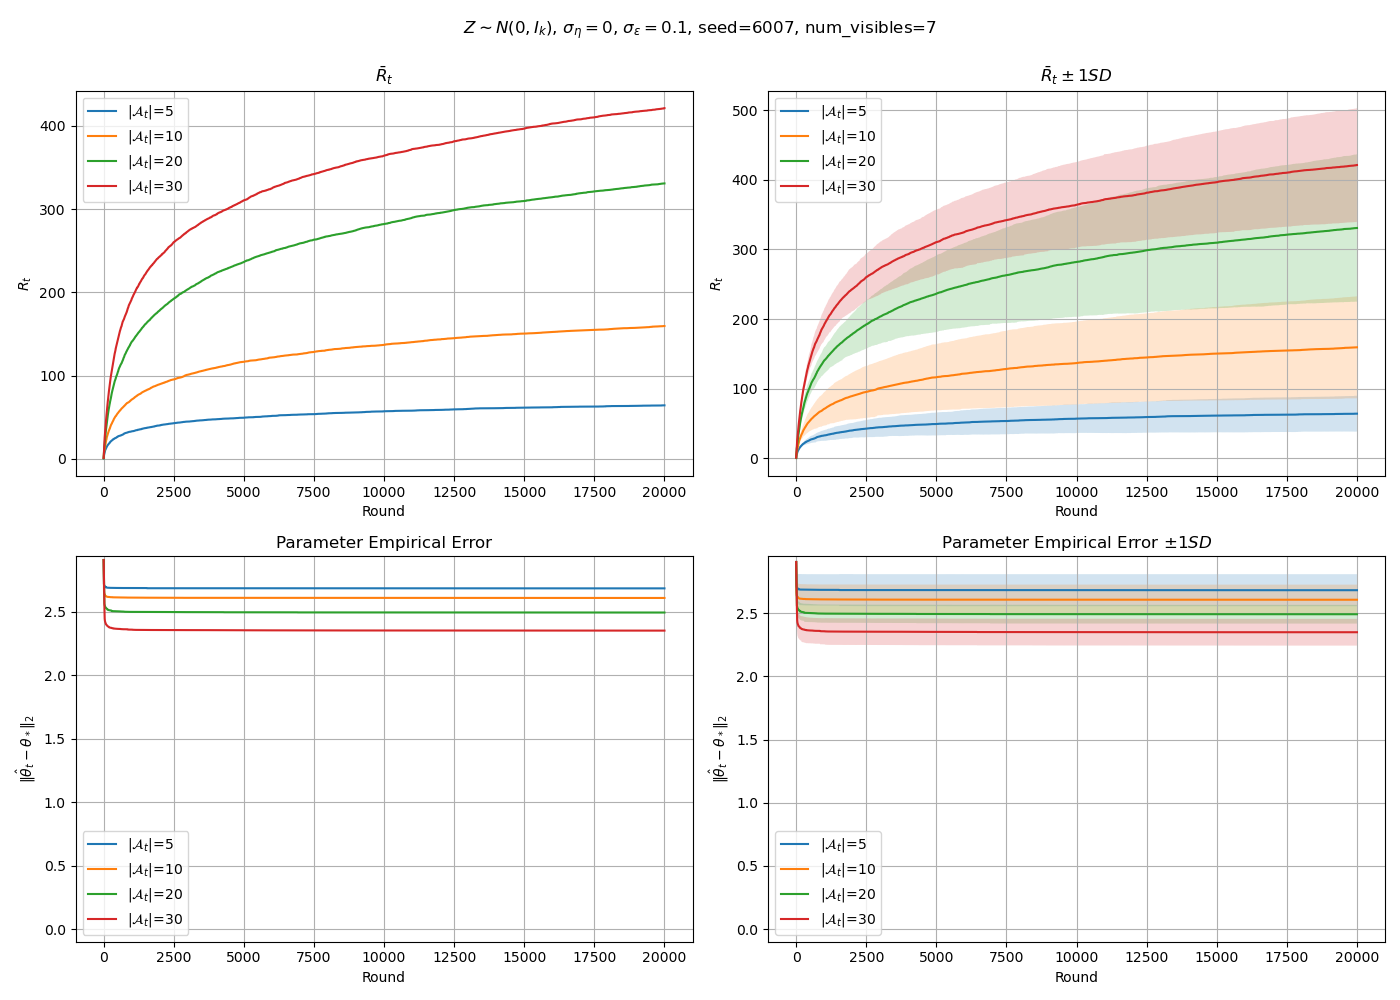 Z ∼ N(0, I_k), σ_η = 0, σ_ε = 0.1, seed=6007, num_visibles=7
R̄_t
R_t
400
300
200
100
0
|𝒜_t|=5
|𝒜_t|=10
|𝒜_t|=20
|𝒜_t|=30
0 2500 5000 7500 10000 12500 15000 17500 20000
Round
R̄_t ± 1SD
R_t
500
400
300
200
100
0
|𝒜_t|=5
|𝒜_t|=10
|𝒜_t|=20
|𝒜_t|=30
0 2500 5000 7500 10000 12500 15000 17500 20000
Round
Parameter Empirical Error
‖θ̂_t − θ_*‖_2
2.5
2.0
1.5
1.0
0.5
0.0
|𝒜_t|=5
|𝒜_t|=10
|𝒜_t|=20
|𝒜_t|=30
0 2500 5000 7500 10000 12500 15000 17500 20000
Round
Parameter Empirical Error ±1SD
‖θ̂_t − θ_*‖_2
2.5
2.0
1.5
1.0
0.5
0.0
|𝒜_t|=5
|𝒜_t|=10
|𝒜_t|=20
|𝒜_t|=30
0 2500 5000 7500 10000 12500 15000 17500 20000
Round